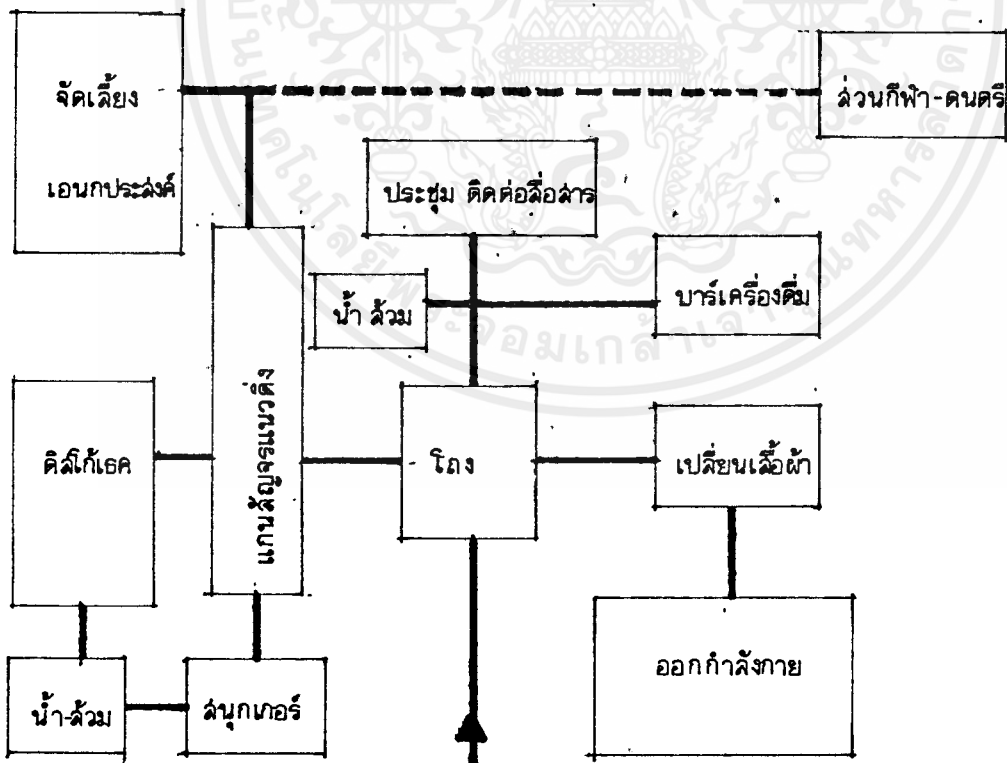 จัดเลี้ยง
เอนกประสงค์
ส่วนกีฬา-ดนตรี
ประชุม ติดต่อสื่อสาร
น้ำ ส้วม
บาร์เครื่องดื่ม
ดิสโก้เธค
แกนสัญจรแนวดิ่ง
โถง
เปลี่ยนเสื้อผ้า
น้ำ-ส้วม
สนุกเกอร์
ออกกำลังกาย